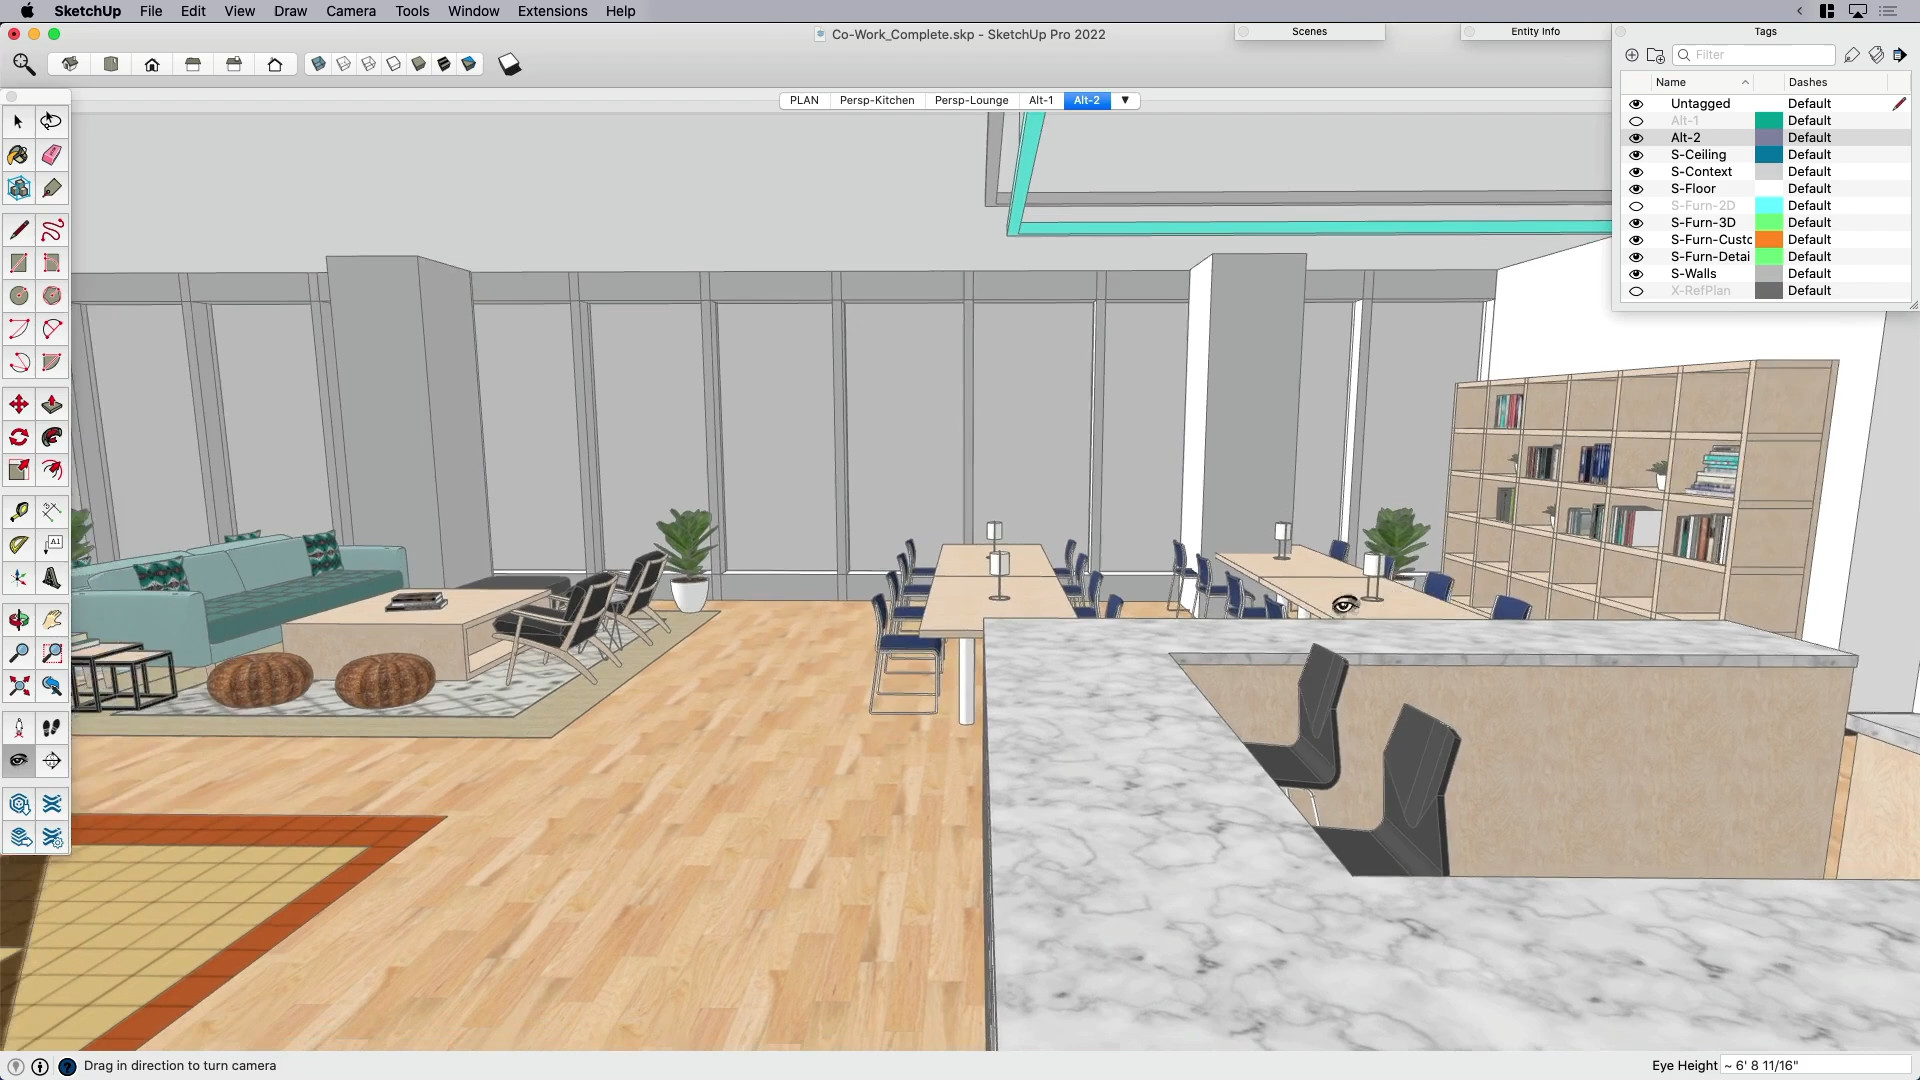 SketchUp File Edit View Draw Camera Tools Window Extensions Help
Co-Work_Complete.skp - SketchUp Pro 2022
Scenes
Entity Info
Tags
Filter
PLAN Persp-Kitchen Persp-Lounge Alt-1 Alt-2
Name Dashes
Untagged Default
Alt-1 Default
Alt-2 Default
S-Ceiling Default
S-Context Default
S-Floor Default
S-Furn-2D Default
S-Furn-3D Default
S-Furn-Custc Default
S-Furn-Detai Default
S-Walls Default
X-RefPlan Default
A1
Drag in direction to turn camera
Eye Height ~ 6' 8 11/16"